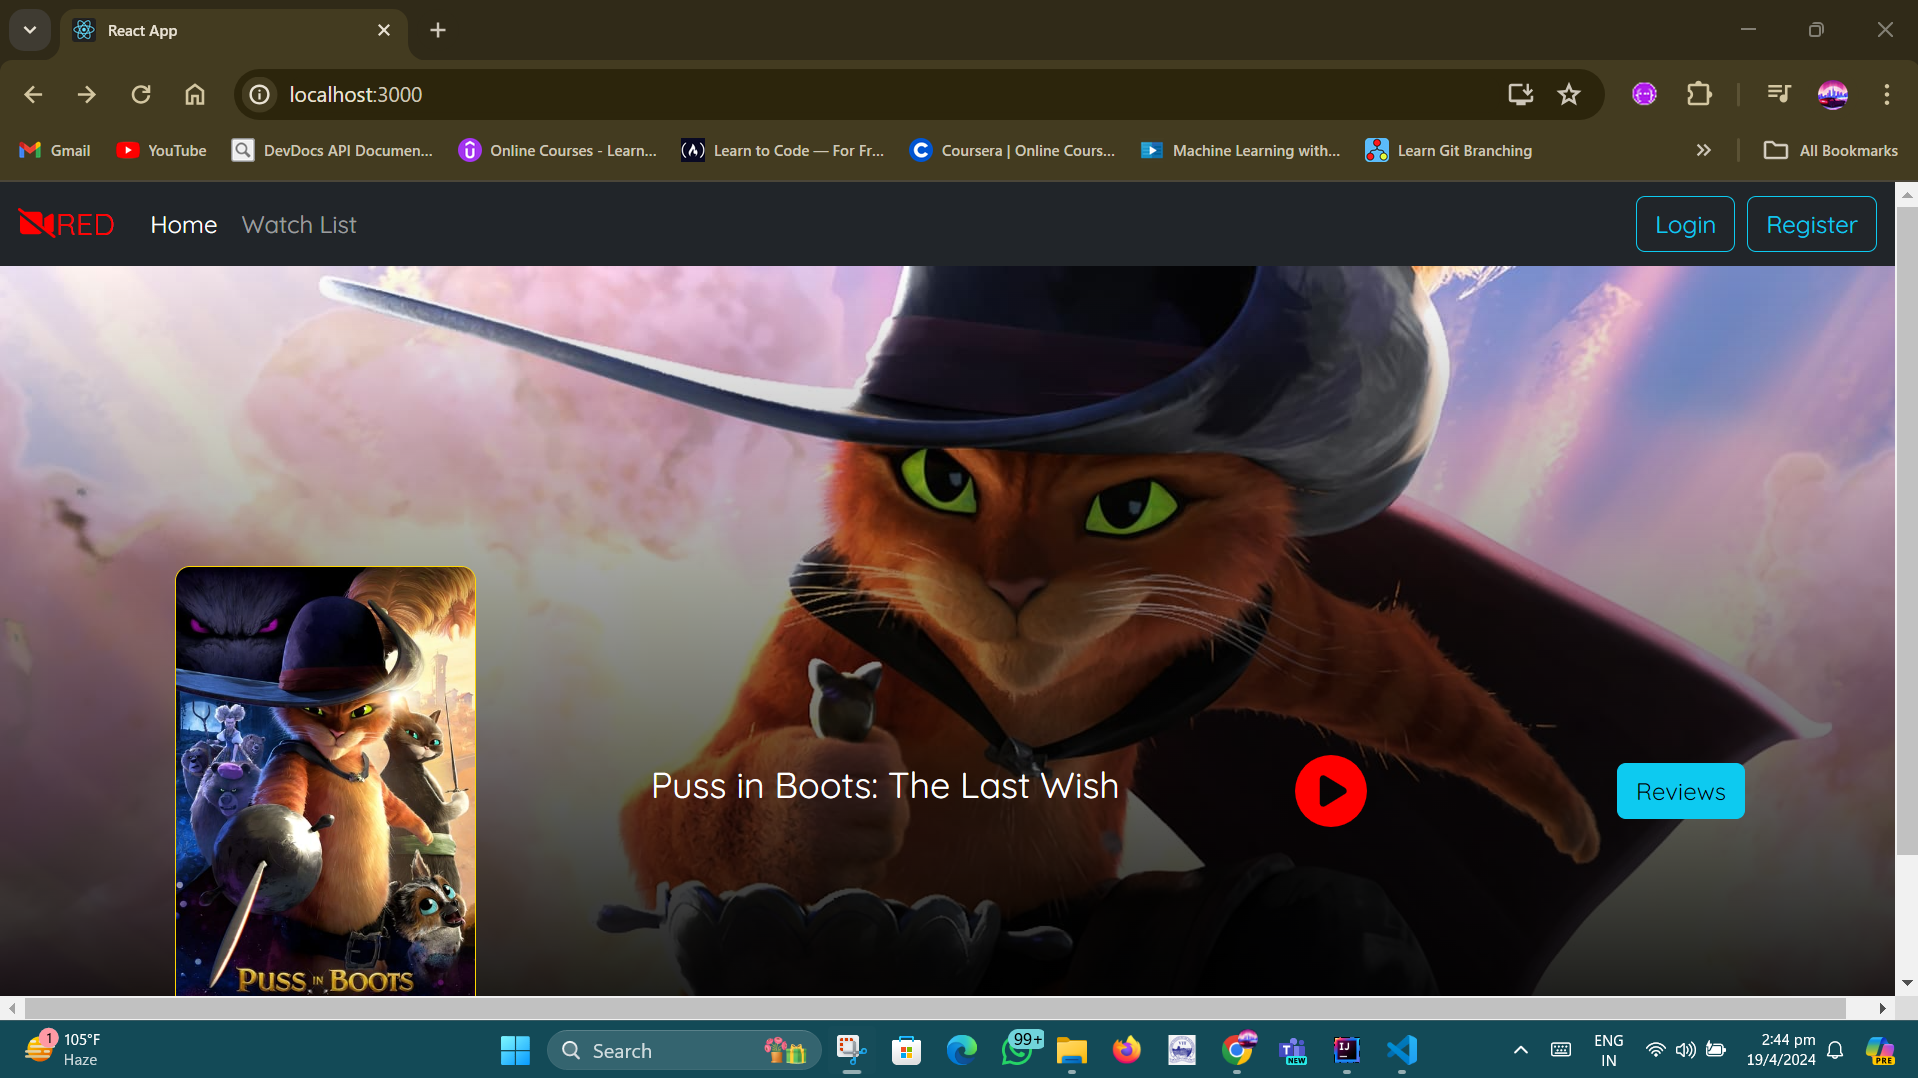 React App
localhost:3000
Gmail YouTube DevDocs API Documen... Online Courses - Learn... Learn to Code — For Fr... Coursera | Online Cours... Machine Learning with... Learn Git Branching All Bookmarks
RED Home Watch List Login Register
Puss in Boots: The Last Wish
Reviews
PUSS IN BOOTS
1 105°F
Haze
Search
99+
NEW
IJ
ENG
IN
2:44 pm
19/4/2024
PRE